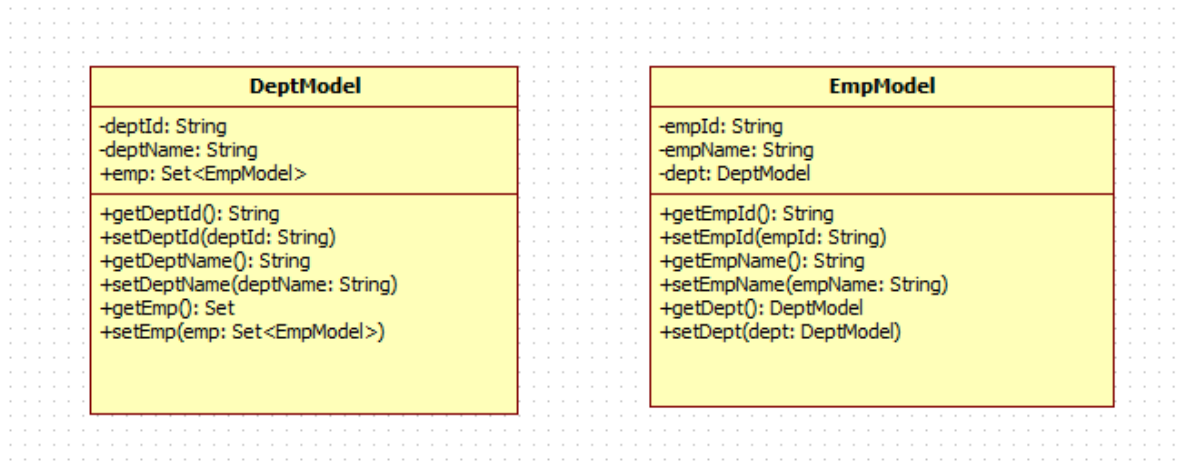 DeptModel
-deptId: String
-deptName: String
+emp: Set<EmpModel>
+getDeptId(): String
+setDeptId(deptId: String)
+getDeptName(): String
+setDeptName(deptName: String)
+getEmp(): Set
+setEmp(emp: Set<EmpModel>)
EmpModel
-empId: String
-empName: String
-dept: DeptModel
+getEmpId(): String
+setEmpId(empId: String)
+getEmpName(): String
+setEmpName(empName: String)
+getDept(): DeptModel
+setDept(dept: DeptModel)